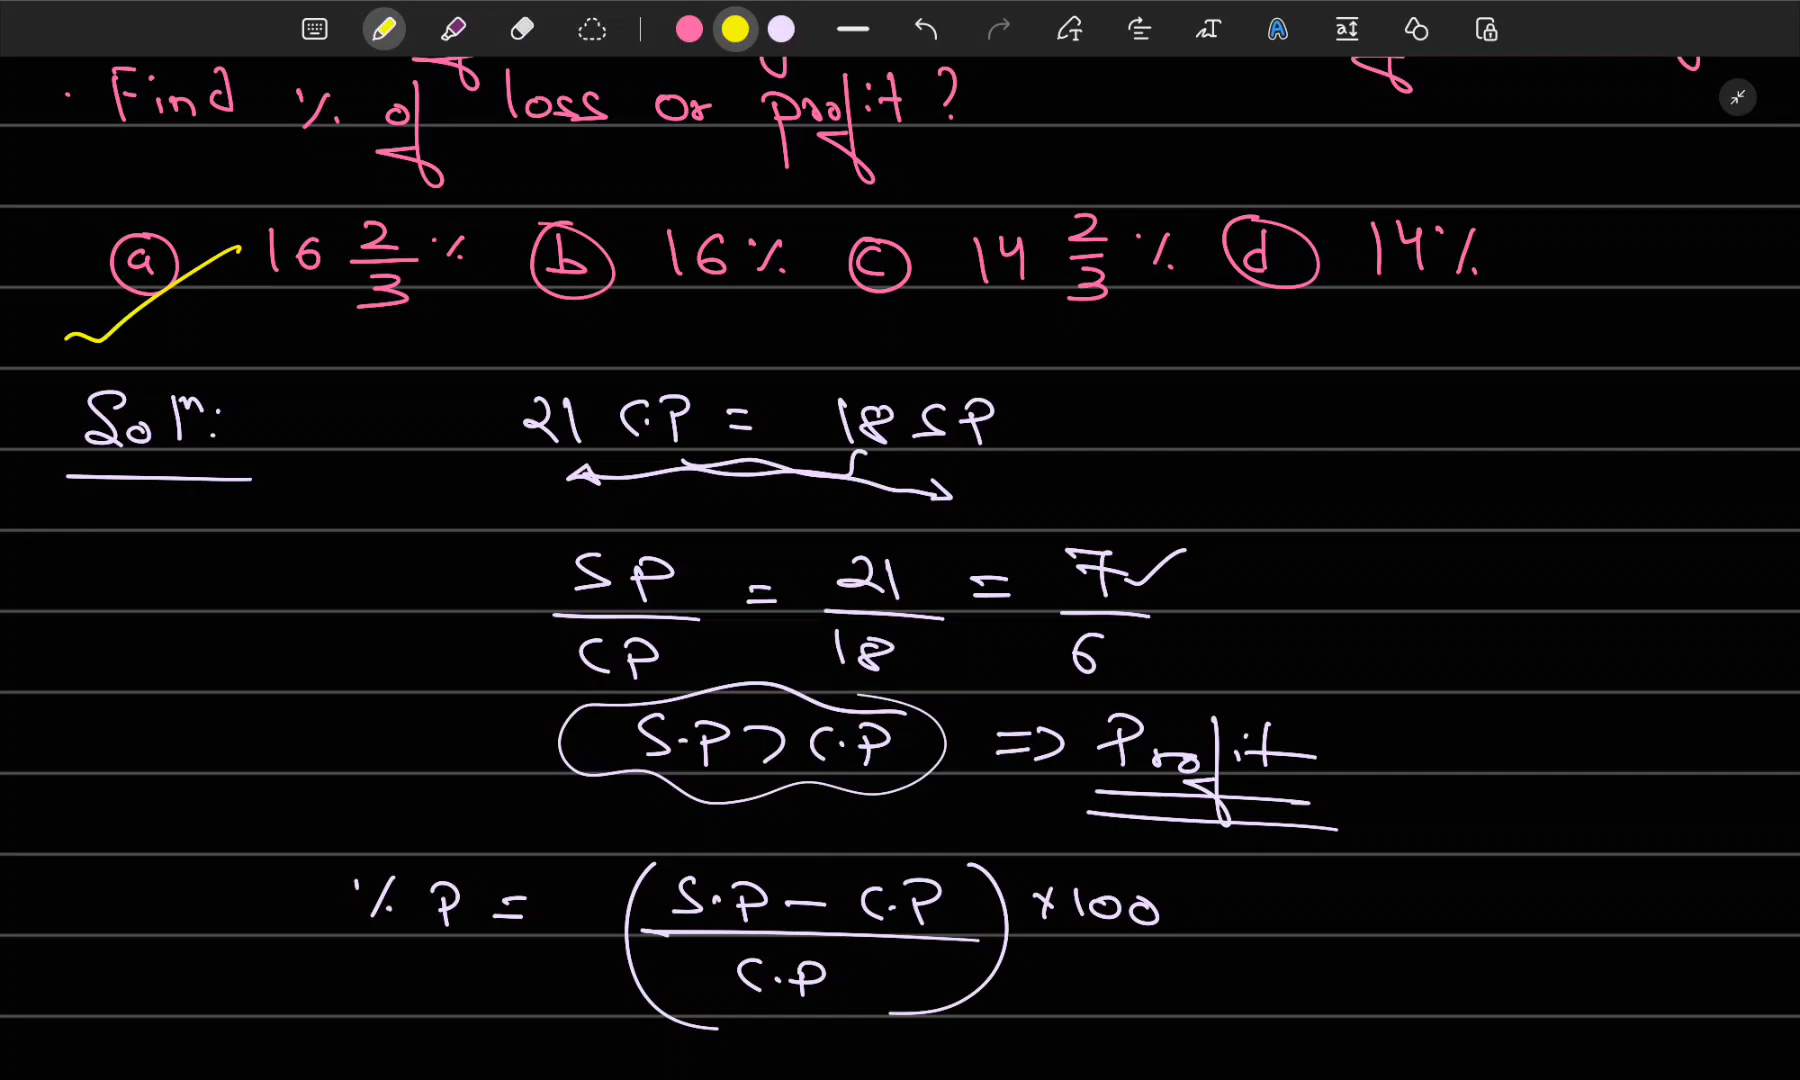 . Find % of loss or profit ?
(a) 16 2/3 % (b) 16 % (c) 14 2/3 % (d) 14 %
Solⁿ: 21 C.P = 18 SP
SP/CP = 21/18 = 7/6
S.P > C.P => Profit
% P = (S.P - C.P / C.P) × 100